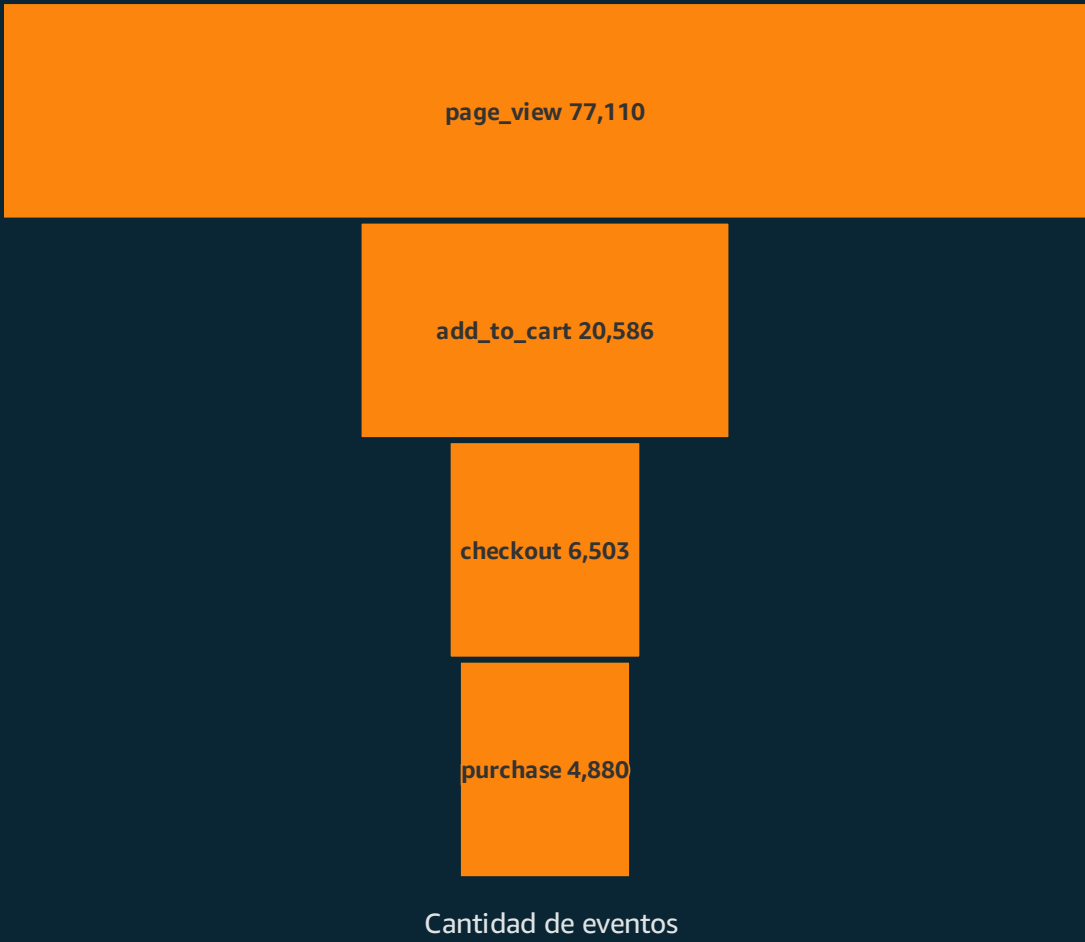 page_view 77,110
add_to_cart 20,586
checkout 6,503
purchase 4,880
Cantidad de eventos